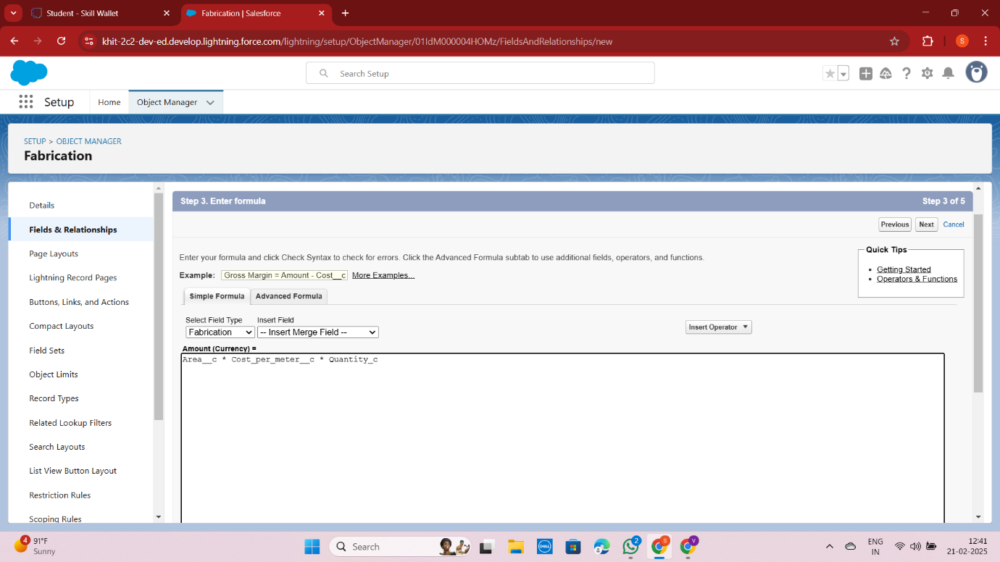 Student - Skill Wallet
Fabrication | Salesforce
khit-2c2-dev-ed.develop.lightning.force.com/lightning/setup/ObjectManager/01IdM000004HOMz/FieldsAndRelationships/new
S
Search Setup
Setup
Home
Object Manager
SETUP > OBJECT MANAGER
Fabrication
Details
Fields & Relationships
Page Layouts
Lightning Record Pages
Buttons, Links, and Actions
Compact Layouts
Field Sets
Object Limits
Record Types
Related Lookup Filters
Search Layouts
List View Button Layout
Restriction Rules
Scoping Rules
Step 3. Enter formula
Step 3 of 5
Previous
Next
Cancel
Enter your formula and click Check Syntax to check for errors. Click the Advanced Formula subtab to use additional fields, operators, and functions.
Example: Gross Margin = Amount - Cost__c More Examples...
Quick Tips
• Getting Started
• Operators & Functions
Simple Formula
Advanced Formula
Select Field Type
Insert Field
Fabrication
-- Insert Merge Field --
Insert Operator
Amount (Currency) =
Area__c * Cost_per_meter__c * Quantity_c
4
91°F
Sunny
Search
DELL
2
S
V
ENG
IN
12:41
21-02-2025